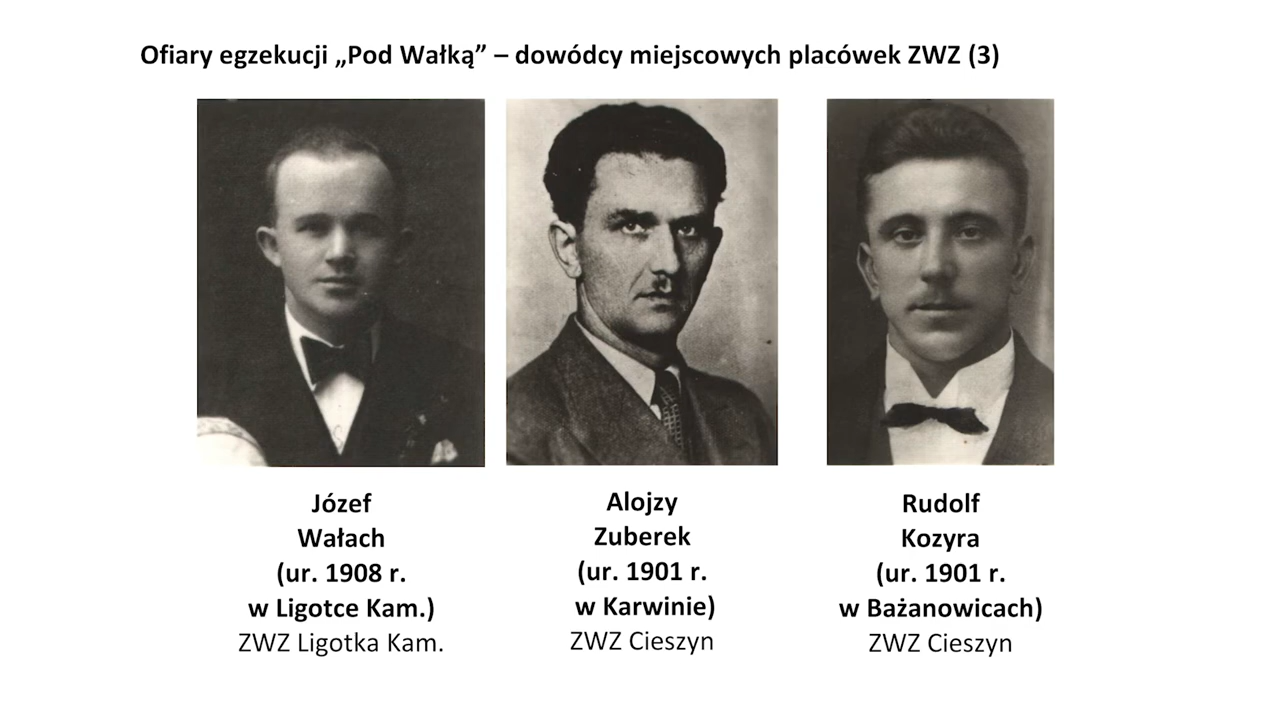 Ofiary egzekucji „Pod Wałką” – dowódcy miejscowych placówek ZWZ (3)
Józef
Wałach
(ur. 1908 r.
w Ligotce Kam.)
ZWZ Ligotka Kam.
Alojzy
Zuberek
(ur. 1901 r.
w Karwinie)
ZWZ Cieszyn
Rudolf
Kozyra
(ur. 1901 r.
w Bażanowicach)
ZWZ Cieszyn